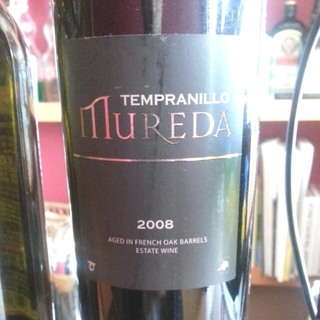 TEMPRANILLO
MUREDA
2008
AGED IN FRENCH OAK BARRELS
ESTATE WINE